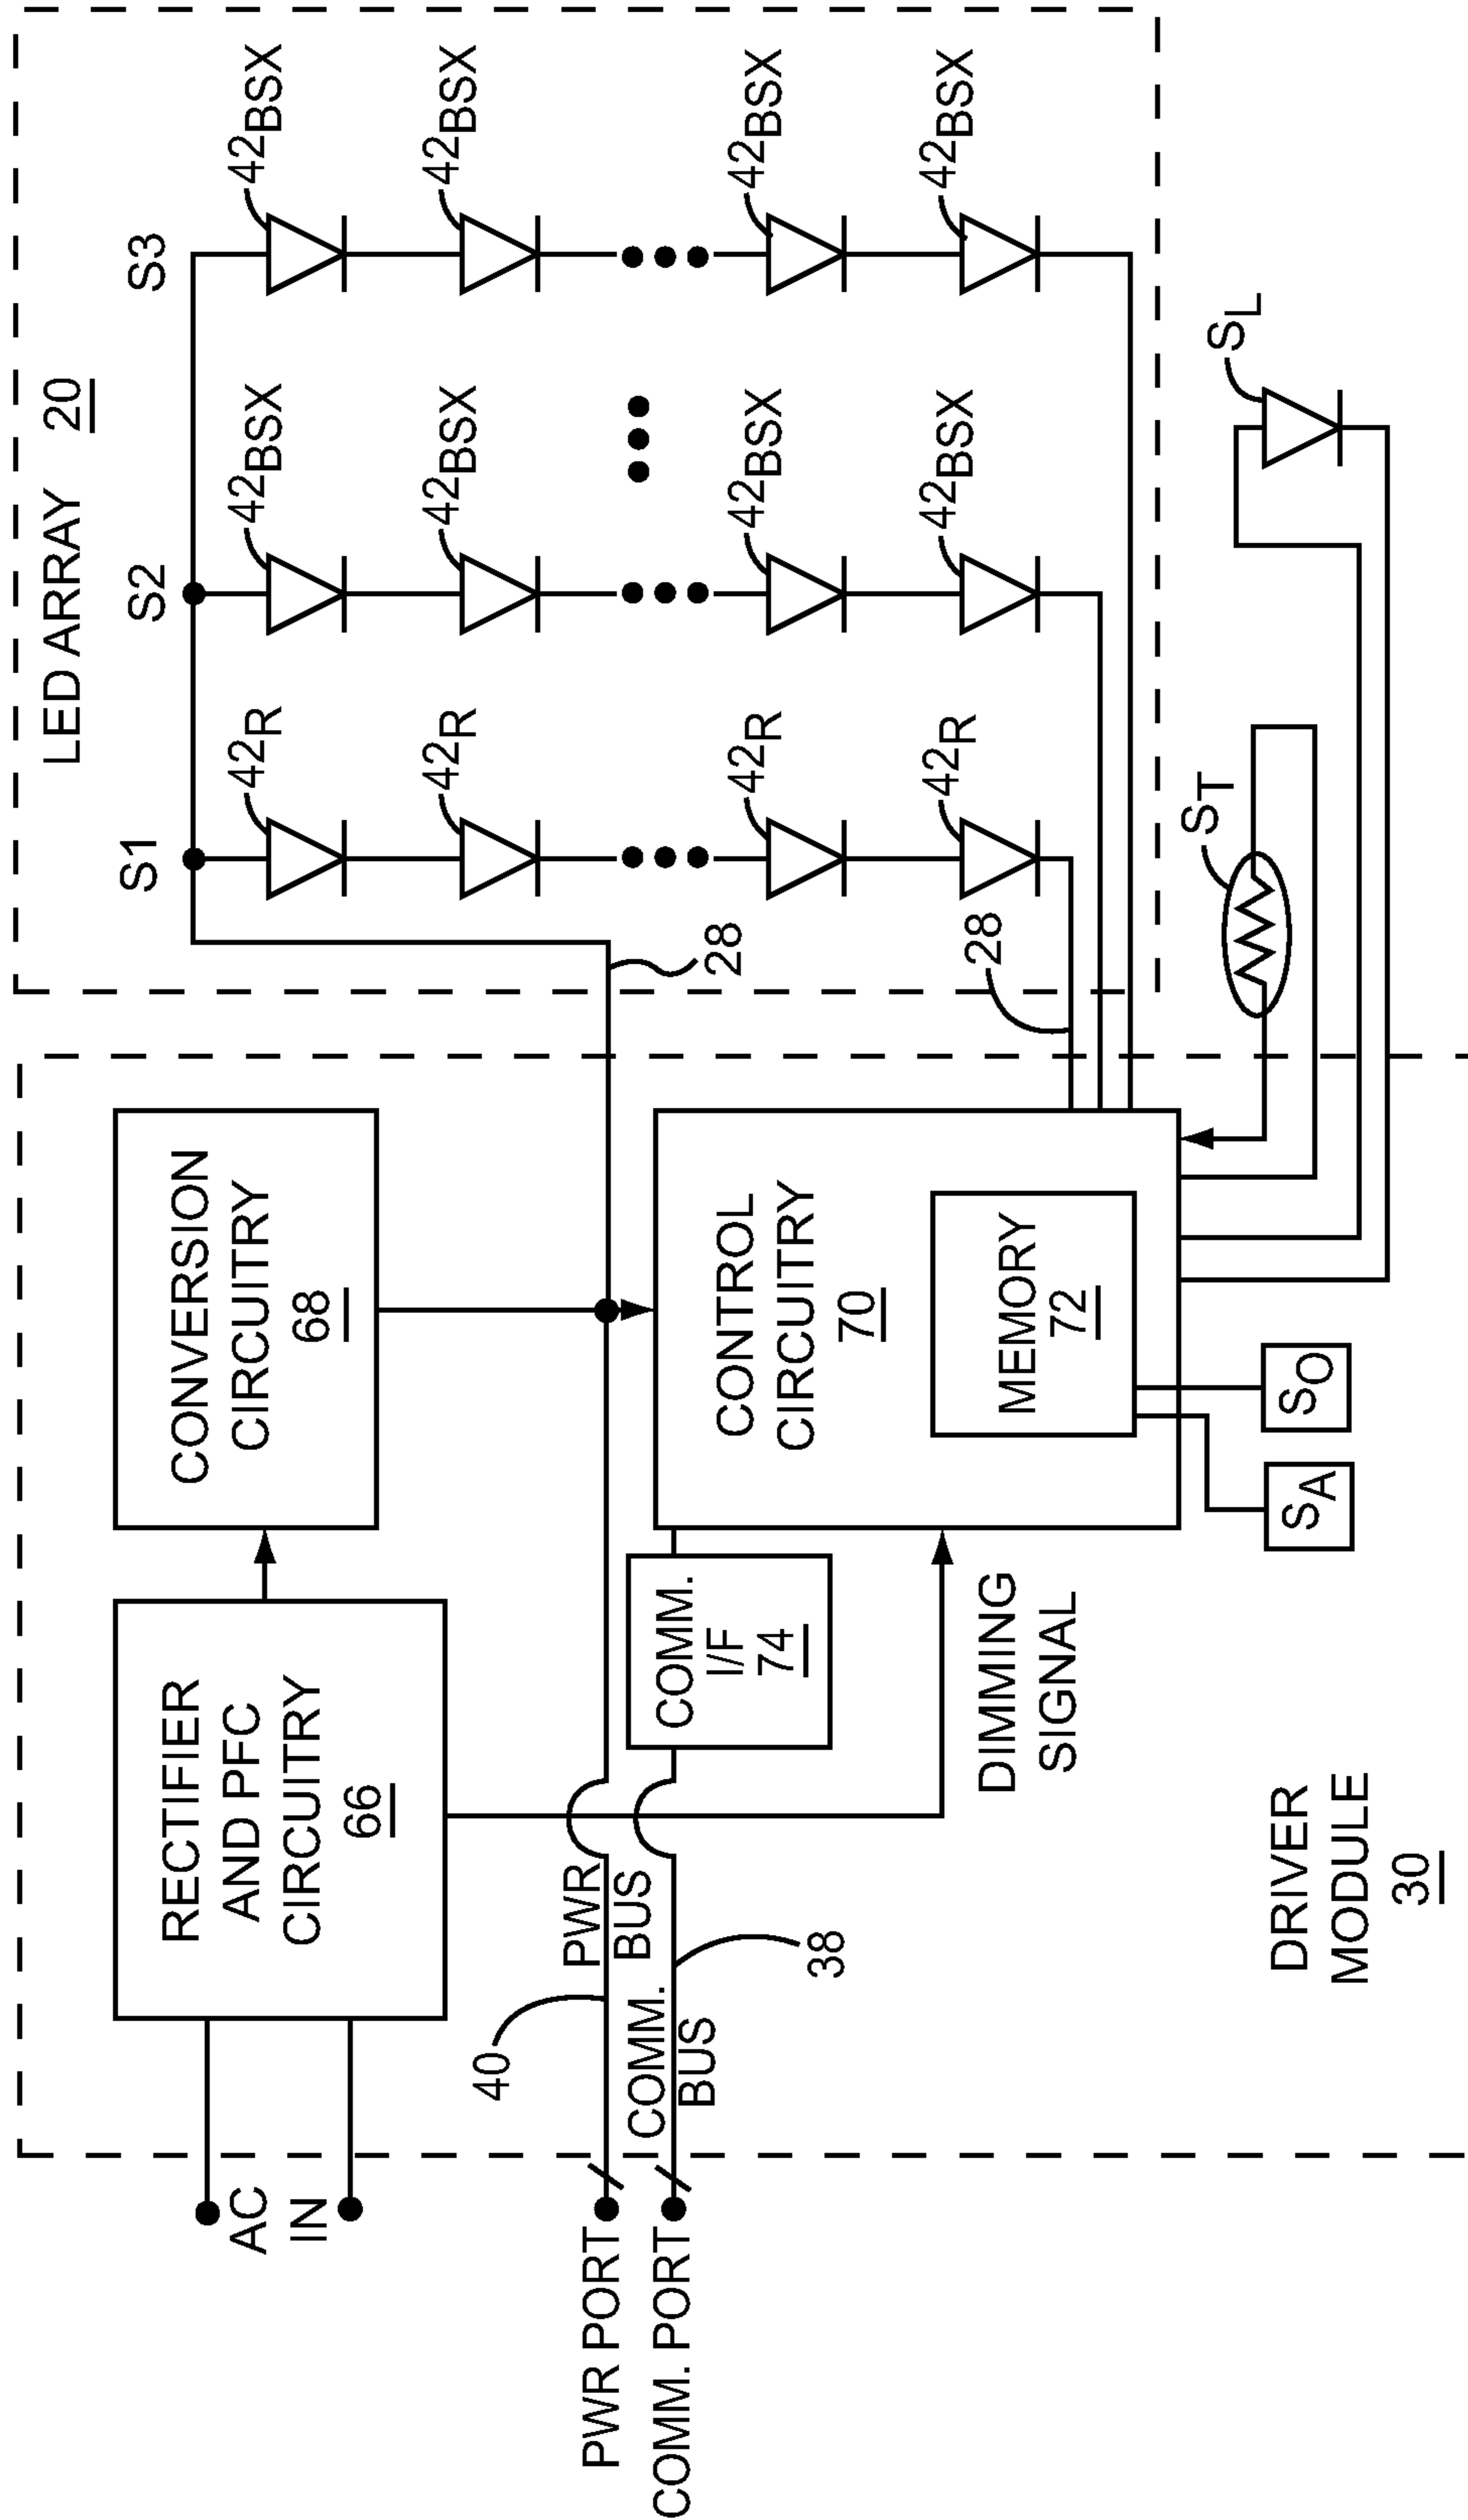 LED ARRAY 20
S1
S2
S3
42R
42BSX
42BSX
42R
42BSX
42BSX
42R
42BSX
42BSX
42R
42BSX
42BSX
28
28
ST
SL
RECTIFIER
AND PFC
CIRCUITRY
66
CONVERSION
CIRCUITRY
68
AC
IN
40
PWR
BUS
PWR PORT
COMM.
BUS
COMM. PORT
38
COMM.
I/F
74
CONTROL
CIRCUITRY
70
MEMORY
72
DIMMING
SIGNAL
SA
SO
DRIVER
MODULE
30